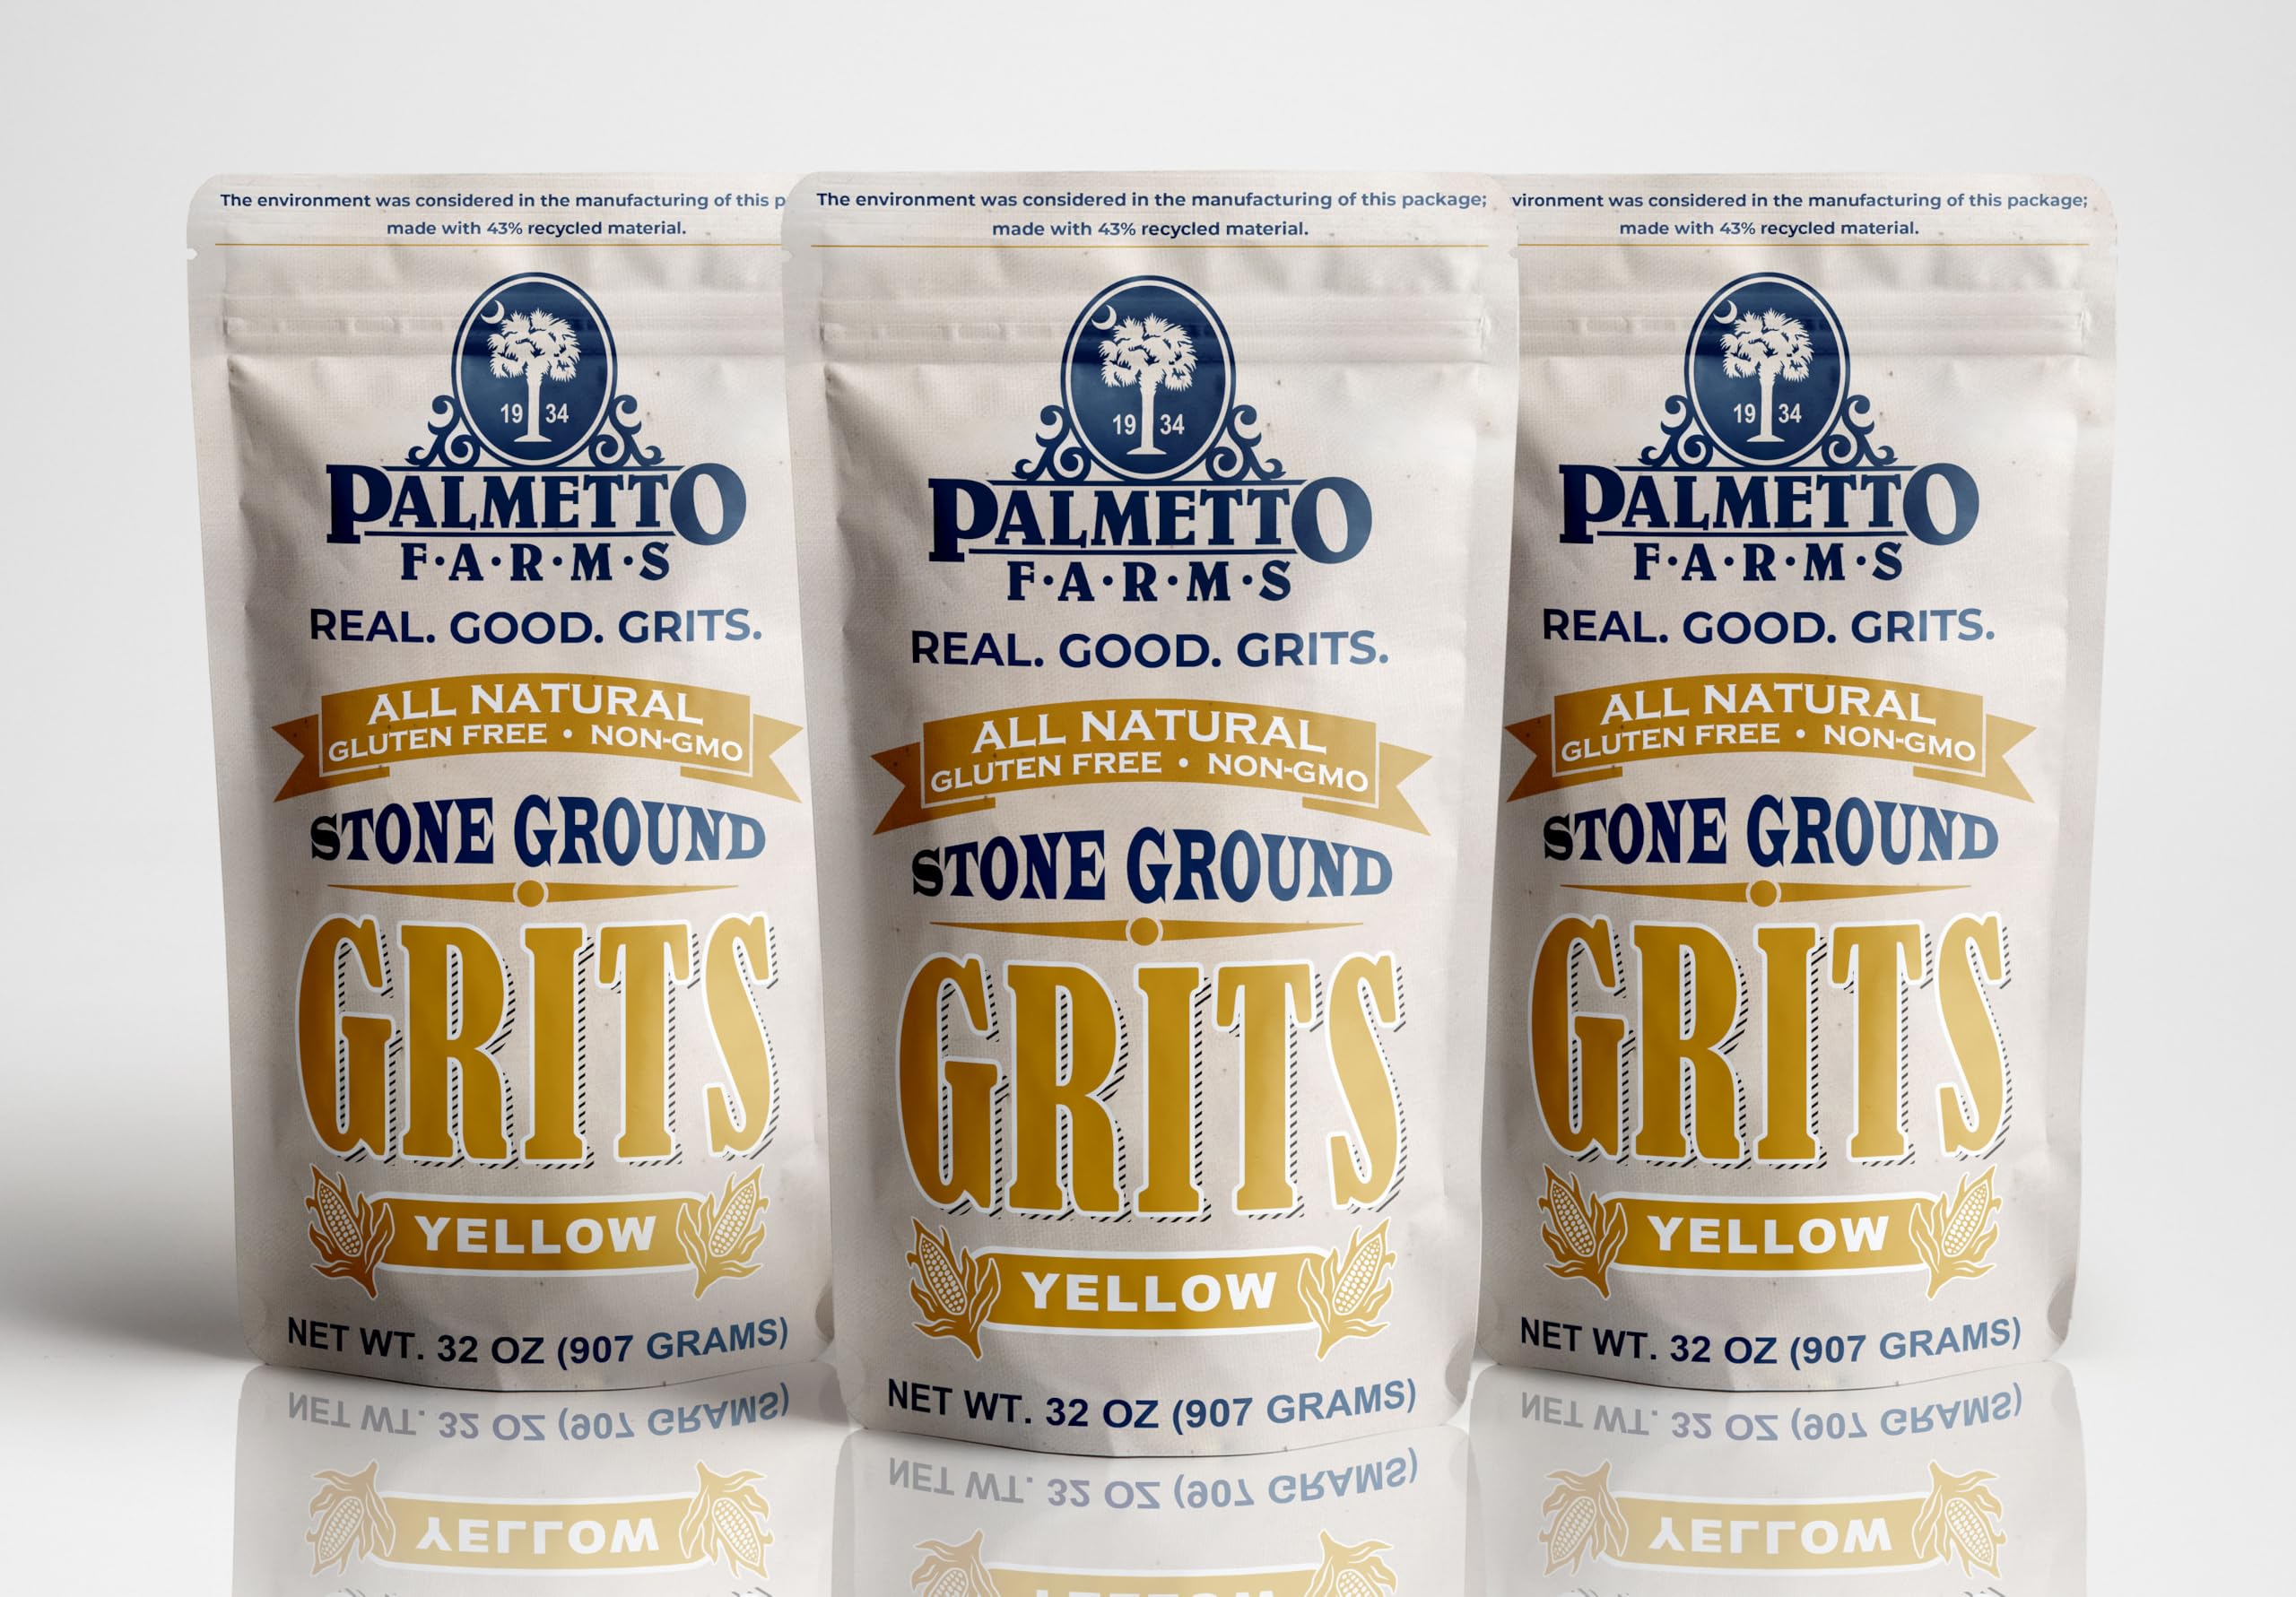 The environment was considered in the manufacturing of this
made with 43% recycled material.
19 34
PALMETTO
F·A·R·M·S
REAL. GOOD. GRITS.
ALL NATURAL
GLUTEN FREE • NON-GMO
STONE GROUND
GRITS
YELLOW
NET WT. 32 OZ (907 GRAMS)
The environment was considered in the manufacturing of this package;
made with 43% recycled material.
19 34
PALMETTO
F·A·R·M·S
REAL. GOOD. GRITS.
ALL NATURAL
GLUTEN FREE • NON-GMO
STONE GROUND
GRITS
YELLOW
NET WT. 32 OZ (907 GRAMS)
was considered in the manufacturing of this package;
made with 43% recycled material.
19 34
PALMETTO
F·A·R·M·S
REAL. GOOD. GRITS.
ALL NATURAL
GLUTEN FREE • NON-GMO
STONE GROUND
GRITS
YELLOW
NET WT. 32 OZ (907 GRAMS)